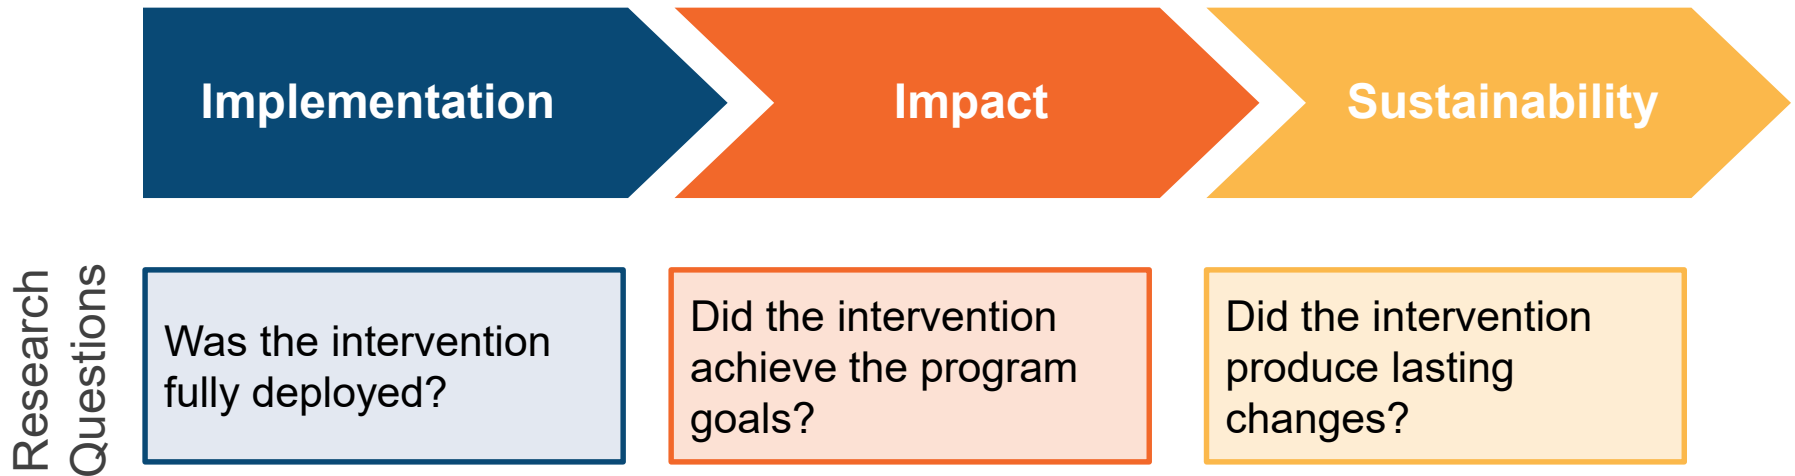 Implementation
Impact
Sustainability
Research
Questions
Was the intervention
fully deployed?
Did the intervention
achieve the program
goals?
Did the intervention
produce lasting
changes?